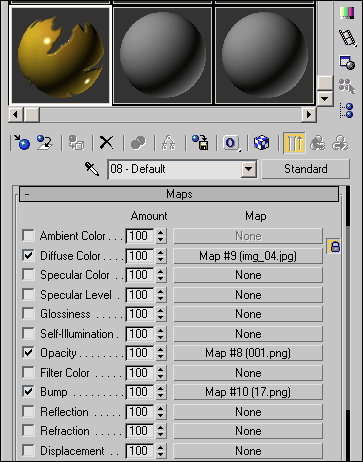 08 - Default Standard
- Maps
Amount Map
Ambient Color . . . 100 None
Diffuse Color . . . . 100 Map #9 (img_04.jpg)
Specular Color . . . 100 None
Specular Level . . 100 None
Glossiness . . . . . 100 None
Self-Illumination . 100 None
Opacity . . . . . . . . 100 Map #8 (001.png)
Filter Color . . . . . 100 None
Bump . . . . . . . . . 100 Map #10 (17.png)
Reflection . . . . . . 100 None
Refraction . . . . . . 100 None
Displacement . . . 100 None